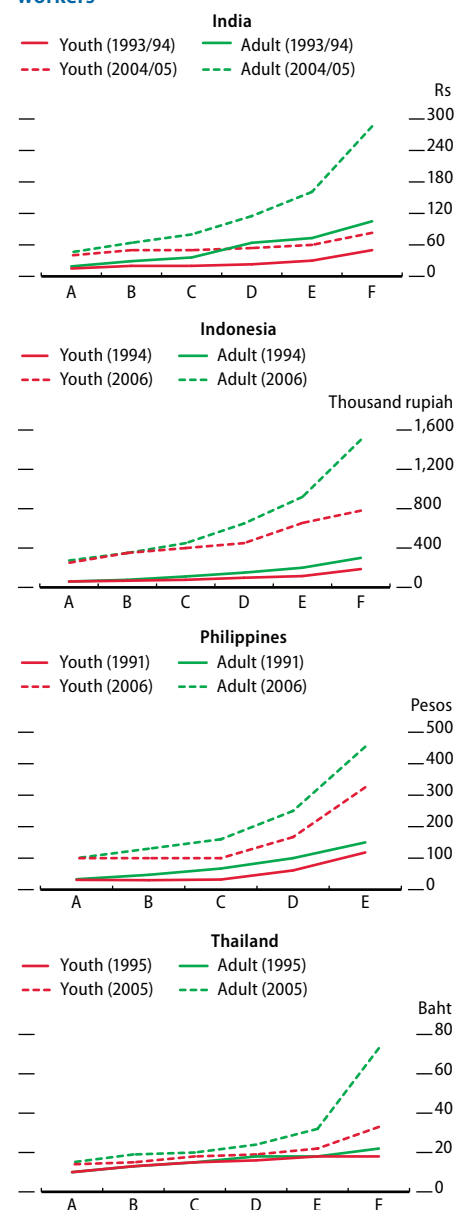 workers
India
Youth (1993/94) Adult (1993/94)
Youth (2004/05) Adult (2004/05)
Rs
300
240
180
120
60
0
A B C D E F
Indonesia
Youth (1994) Adult (1994)
Youth (2006) Adult (2006)
Thousand rupiah
1,600
1,200
800
400
0
A B C D E F
Philippines
Youth (1991) Adult (1991)
Youth (2006) Adult (2006)
Pesos
500
400
300
200
100
0
A B C D E
Thailand
Youth (1995) Adult (1995)
Youth (2005) Adult (2005)
Baht
80
60
40
20
0
A B C D E F